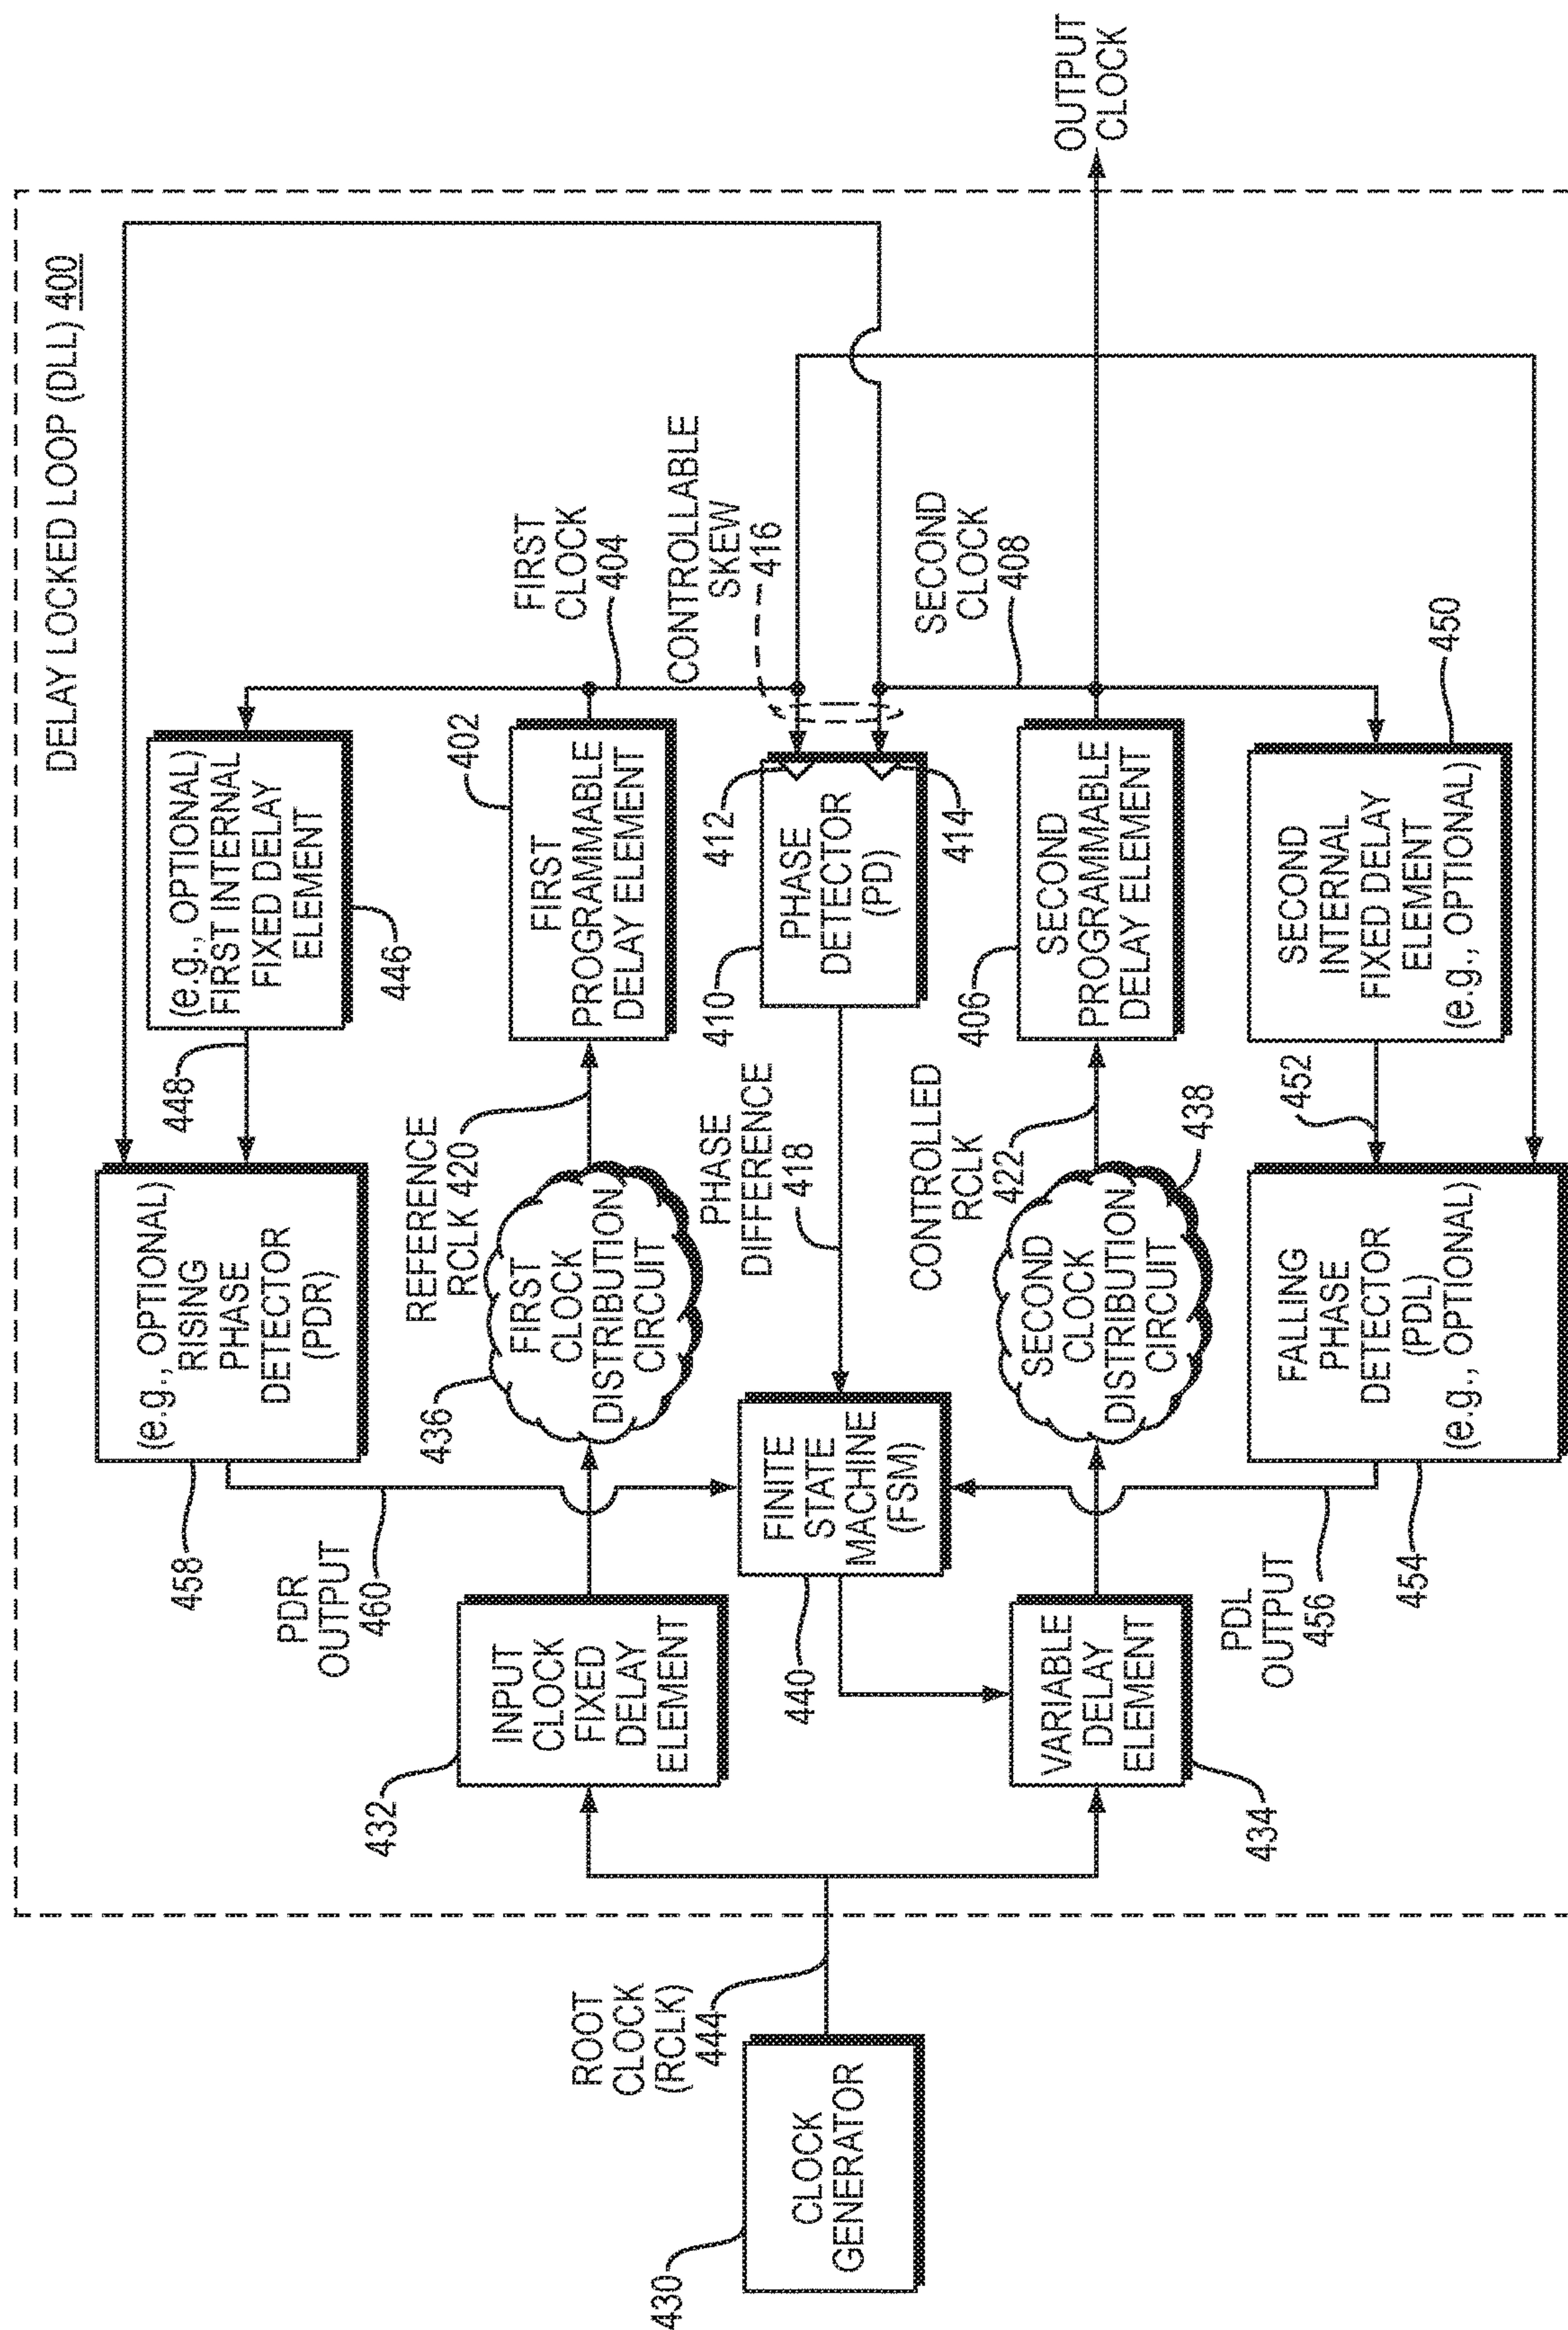 DELAY LOCKED LOOP (DLL) 400
458
(e.g., OPTIONAL)
RISING
PHASE
DETECTOR
(PDR)
PDR
OUTPUT
460
448
(e.g., OPTIONAL)
FIRST INTERNAL
FIXED DELAY
ELEMENT
446
432
INPUT
CLOCK
FIXED
DELAY
ELEMENT
436
FIRST
CLOCK
DISTRIBUTION
CIRCUIT
REFERENCE
RCLK 420
402
FIRST
PROGRAMMABLE
DELAY ELEMENT
FIRST
CLOCK
404
CONTROLLABLE
SKEW
416
430
CLOCK
GENERATOR
ROOT
CLOCK
(RCLK)
444
440
FINITE
STATE
MACHINE
(FSM)
PHASE
DIFFERENCE
418
410
PHASE
DETECTOR
(PD)
412
414
434
VARIABLE
DELAY
ELEMENT
SECOND
CLOCK
DISTRIBUTION
CIRCUIT
438
CONTROLLED
RCLK
422
406
SECOND
PROGRAMMABLE
DELAY ELEMENT
SECOND
CLOCK
408
OUTPUT
CLOCK
PDL
OUTPUT
456
454
FALLING
PHASE
DETECTOR
(PDL)
(e.g., OPTIONAL)
452
SECOND
INTERNAL
FIXED DELAY
ELEMENT
(e.g., OPTIONAL)
450